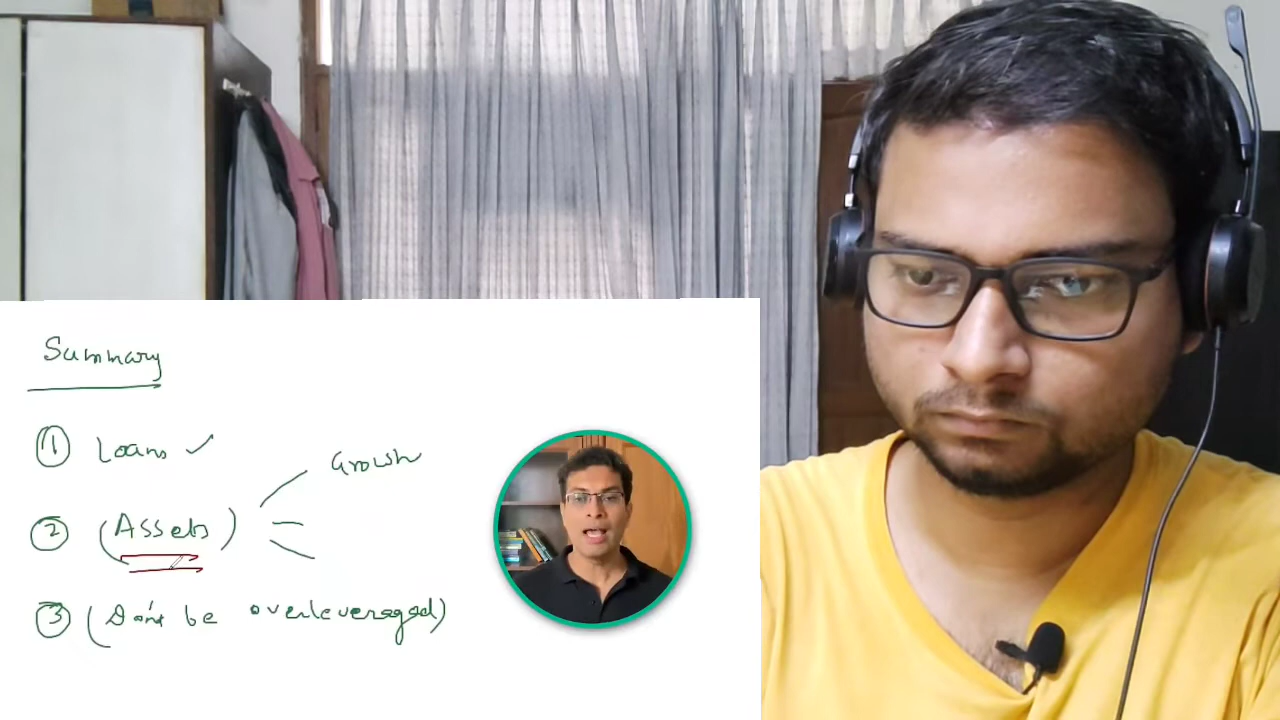 Summary
① Loans ✓
Growth
② (Assets)
③ (Don't be overleveraged)